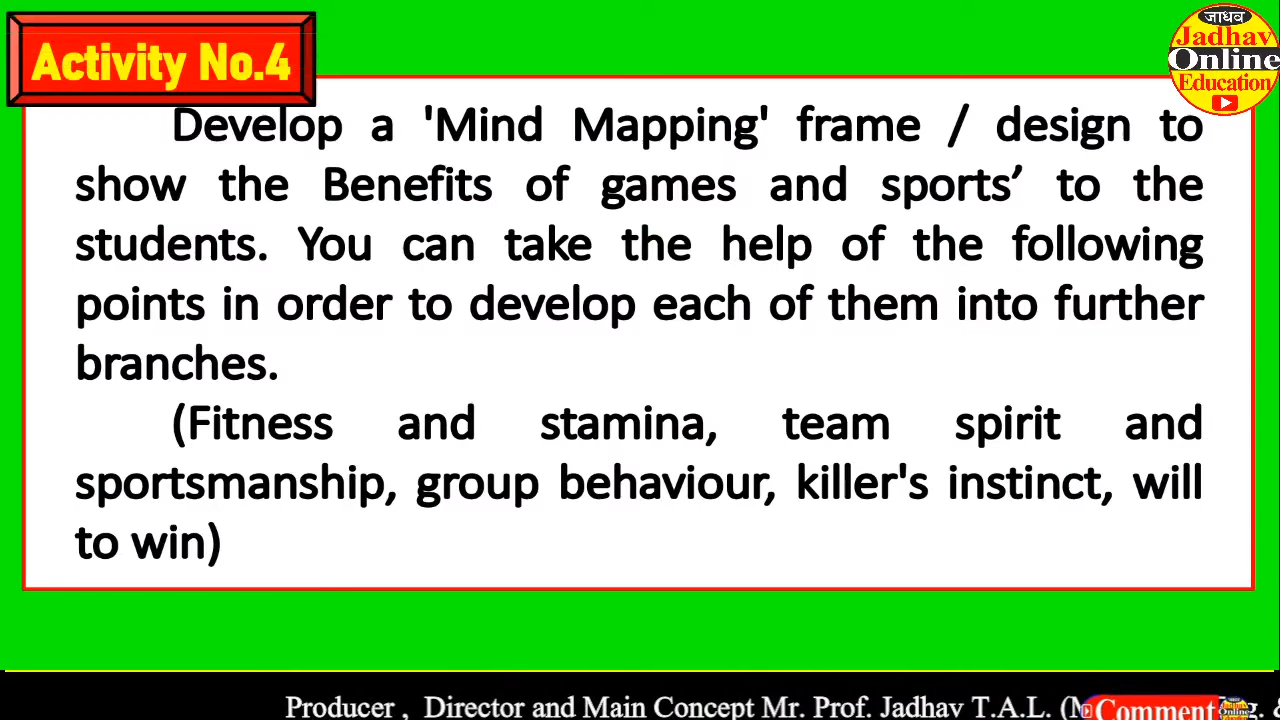 Activity No.4
जाधव
Jadhav
Online
Education
Develop a 'Mind Mapping' frame / design to
show the Benefits of games and sports’ to the
students. You can take the help of the following
points in order to develop each of them into further
branches.
(Fitness and stamina, team spirit and
sportsmanship, group behaviour, killer's instinct, will
to win)
Producer , Director and Main Concept Mr. Prof. Jadhav T.A.L.
Comment